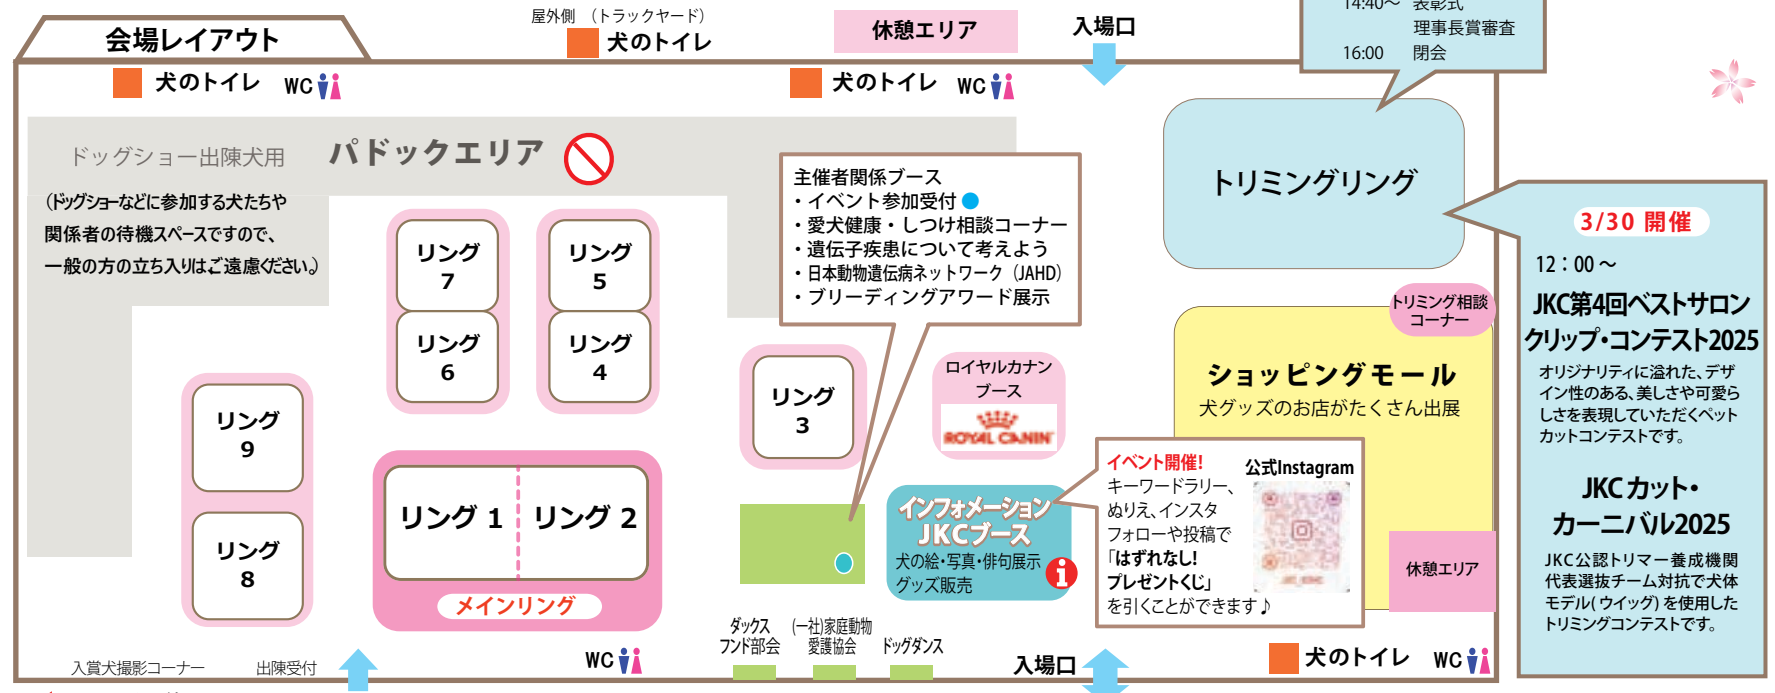 会場レイアウト
屋外側 （トラックヤード）
犬のトイレ
休憩エリア
入場口
14:40～ 表彰式
理事長賞審査
16:00 閉会
犬のトイレ WC
犬のトイレ WC
ドッグショー出陳犬用 パドックエリア
（ドッグショーなどに参加する犬たちや
関係者の待機スペースですので、
一般の方の立ち入りはご遠慮ください。）
主催者関係ブース
・イベント参加受付
・愛犬健康・しつけ相談コーナー
・遺伝子疾患について考えよう
・日本動物遺伝病ネットワーク（JAHD）
・ブリーディングアワード展示
トリミングリング
3/30 開催
12：00～
JKC第4回ベストサロン
クリップ・コンテスト2025
オリジナリティに溢れた、デザ
イン性のある、美しさや可愛ら
しさを表現していただくペット
カットコンテストです。
JKCカット・
カーニバル2025
JKC公認トリマー養成機関
代表選抜チーム対抗で犬体
モデル(ウイッグ)を使用した
トリミングコンテストです。
リング
7
リング
5
リング
6
リング
4
リング
9
リング
8
リング
3
リング 1
リング 2
メインリング
ロイヤルカナン
ブース
ROYAL CANIN
トリミング相談
コーナー
ショッピングモール
犬グッズのお店がたくさん出展
インフォメーション
JKCブース
犬の絵・写真・俳句展示
グッズ販売
イベント開催!
キーワードラリー、
ぬりえ、インスタ
フォローや投稿で
「はずれなし!
プレゼントくじ」
を引くことができます♪
公式Instagram
休憩エリア
入賞犬撮影コーナー
出陳受付
WC
ダックス
フンド部会
(一社)家庭動物
愛護協会
ドッグダンス
入場口
犬のトイレ WC